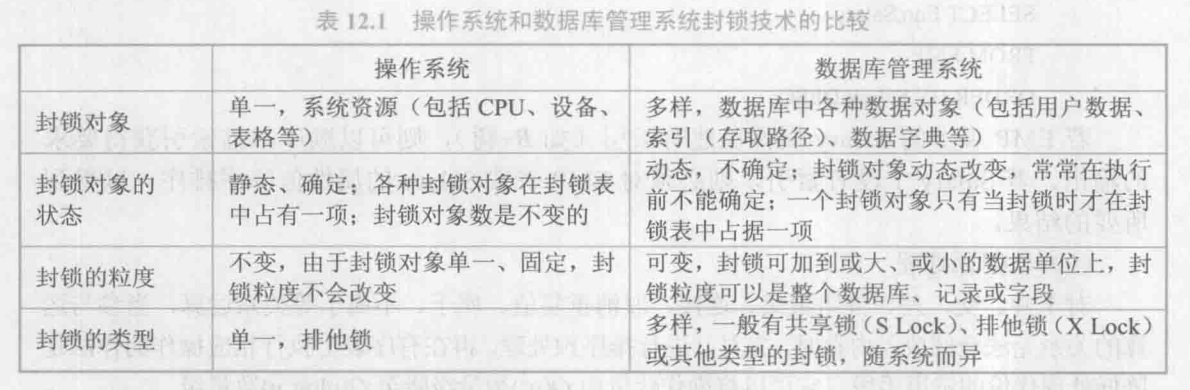 表 12.1 操作系统和数据库管理系统封锁技术的比较
操作系统
数据库管理系统
封锁对象
单一，系统资源（包括 CPU、设备、
表格等）
多样，数据库中各种数据对象（包括用户数据、
索引（存取路径）、数据字典等）
封锁对象的
状态
静态、确定；各种封锁对象在封锁表
中占有一项；封锁对象数是不变的
动态，不确定；封锁对象动态改变，常常在执行
前不能确定；一个封锁对象只有当封锁时才在封
锁表中占据一项
封锁的粒度
不变，由于封锁对象单一、固定，封
锁粒度不会改变
可变，封锁可加到或大、或小的数据单位上，封
锁粒度可以是整个数据库、记录或字段
封锁的类型
单一，排他锁
多样，一般有共享锁（S Lock）、排他锁（X Lock）
或其他类型的封锁，随系统而异